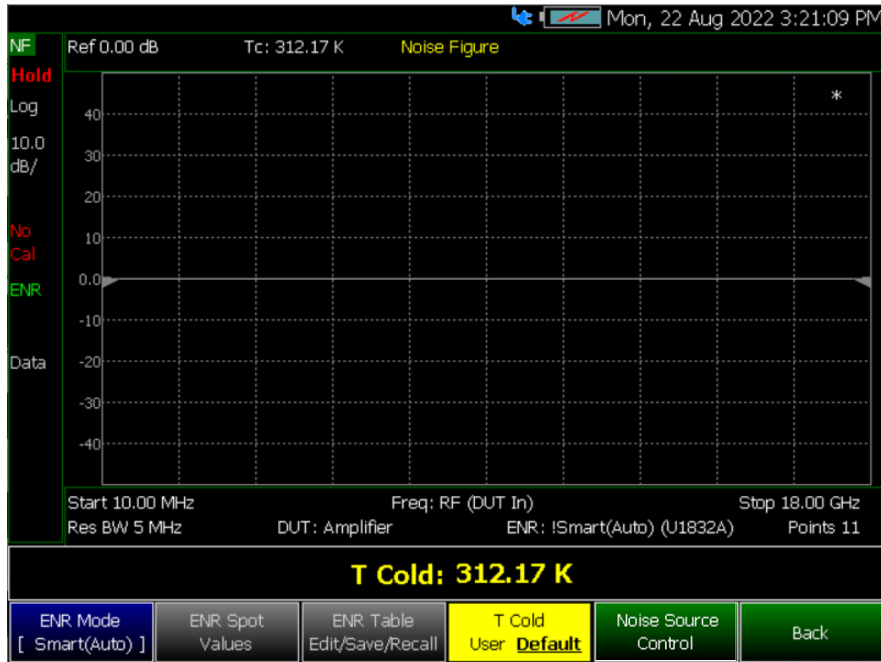 Mon, 22 Aug 2022 3:21:09 PM
NF
Ref 0.00 dB Tc: 312.17 K Noise Figure
Hold
Log
10.0
dB/
No
Cal
ENR
Data
*
40
30
20
10
0.0
-10
-20
-30
-40
Start 10.00 MHz Freq: RF (DUT In) Stop 18.00 GHz
Res BW 5 MHz DUT: Amplifier ENR: !Smart(Auto) (U1832A) Points 11
T Cold: 312.17 K
ENR Mode
[ Smart(Auto) ]
ENR Spot
Values
ENR Table
Edit/Save/Recall
T Cold
User Default
Noise Source
Control
Back